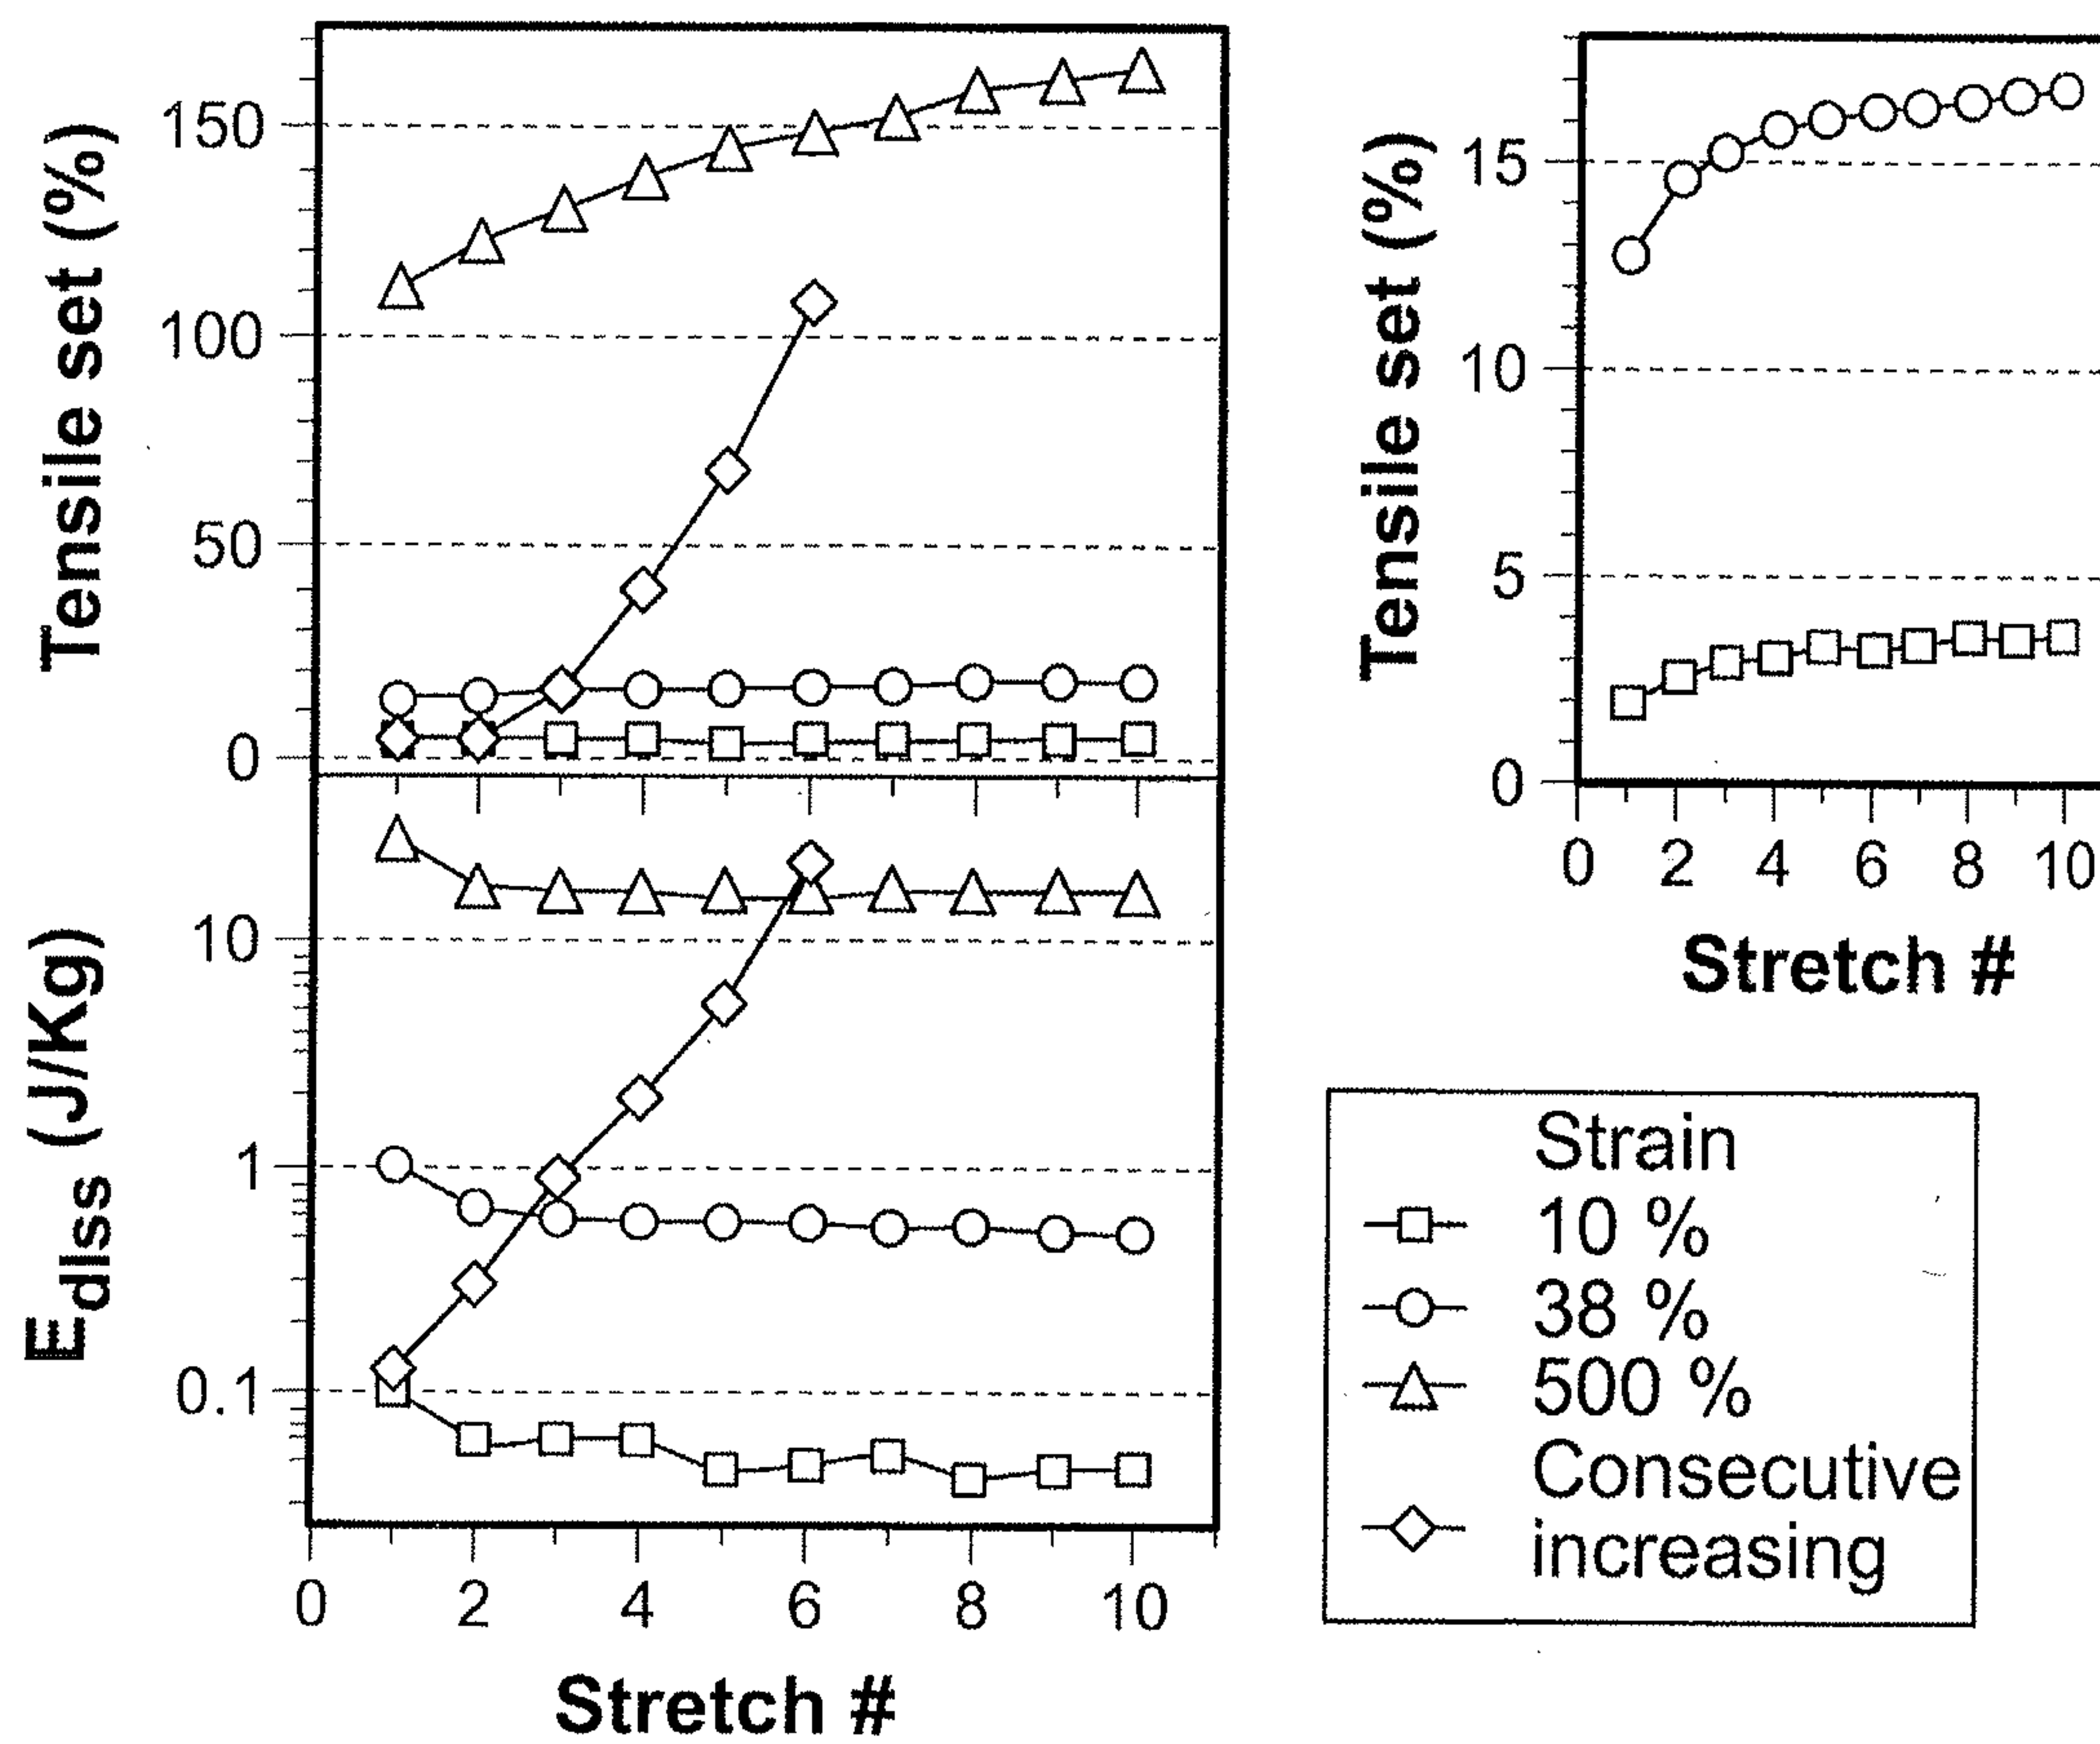 Tensile set (%)
150
100
50
0
E_diss (J/Kg)
10
1
0.1
0 2 4 6 8 10
Stretch #
Tensile set (%)
15
10
5
0
0 2 4 6 8 10
Stretch #
Strain
10 %
38 %
500 %
Consecutive
increasing